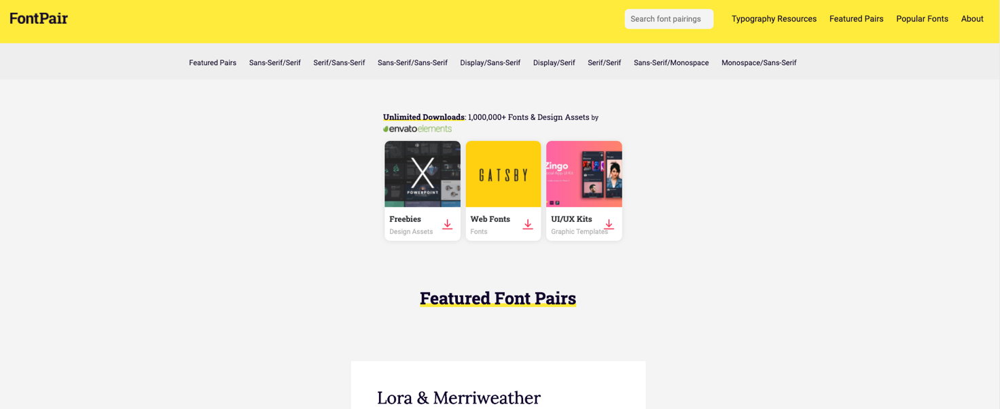 FontPair
Search font pairings
Typography Resources
Featured Pairs
Popular Fonts
About
Featured Pairs
Sans-Serif/Serif
Serif/Sans-Serif
Sans-Serif/Sans-Serif
Display/Sans-Serif
Display/Serif
Serif/Serif
Sans-Serif/Monospace
Monospace/Sans-Serif
Unlimited Downloads: 1,000,000+ Fonts & Design Assets by
envatoelements
X
POWERPOINT
GATSBY
Zingo
Freebies
Design Assets
Web Fonts
Fonts
UI/UX Kits
Graphic Templates
Featured Font Pairs
Lora & Merriweather